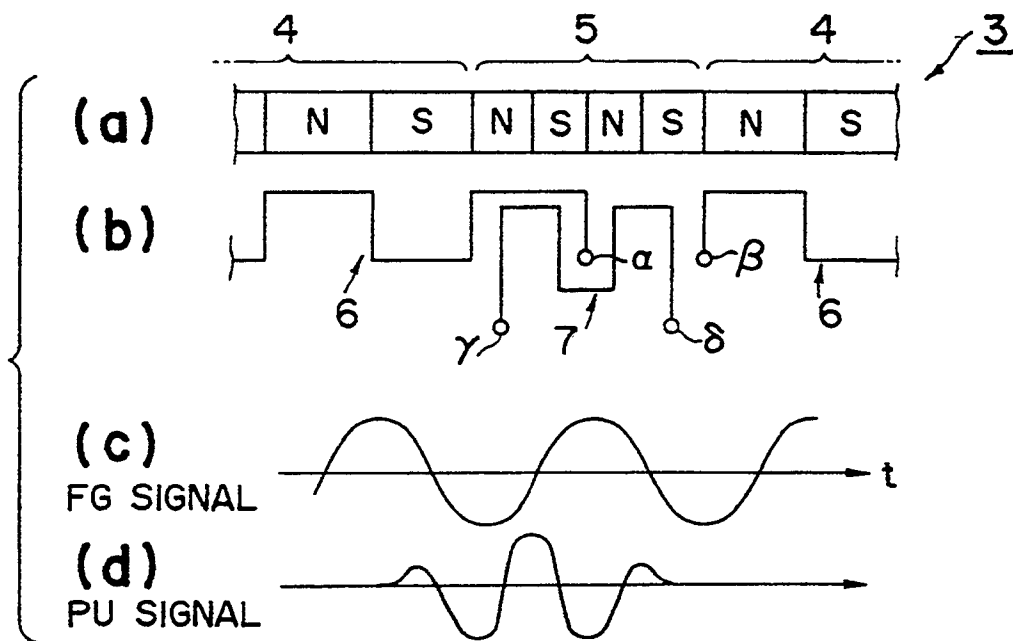 4 5 4 3
(a) N S N S N S N S
(b) α β
6 γ 7 δ 6
(c)
FG SIGNAL t
(d)
PU SIGNAL